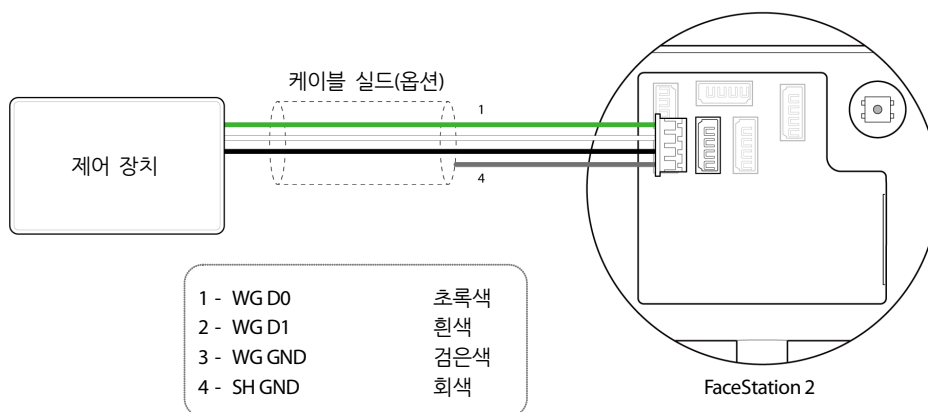 케이블 실드(옵션)
1
제어 장치
4
1 - WG D0 초록색
2 - WG D1 흰색
3 - WG GND 검은색
4 - SH GND 회색
FaceStation 2